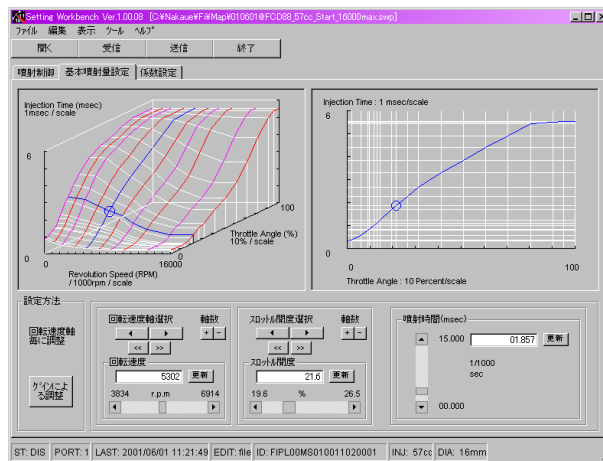 Setting Workbench Ver.1.00.08 [C:¥Nakaue¥Fi¥Map¥010601@FCD88_57cc_Start_16000max.swp]
ファイル 編集 表示 ツール ヘルプ
開く 受信 送信 終了
噴射制御 基本噴射量設定 係数設定
Injection Time (msec)
1msec / scale
6
0
0
16000
Revolution Speed (RPM)
/1000rpm / scale
0
100
Throttle Angle (%)
10% / scale
Injection Time : 1 msec/scale
6
0
0
100
Throttle Angle : 10 Percent/scale
設定方法
回転速度軸
毎に調整
ゲインによ
る調整
回転速度軸選択 軸数
+ -
<< >>
回転速度
5302 更新
3834 r.p.m 6914
スロットル開度選択 軸数
+ -
<< >>
スロットル開度
21.6 更新
19.6 % 26.5
噴射時間(msec)
15.000 01.857 更新
1/1000
sec
00.000
ST: DIS PORT: 1 LAST: 2001/06/01 11:21:49 EDIT: file ID: FIPL00MS010011020001 INJ: 57cc DIA: 16mm